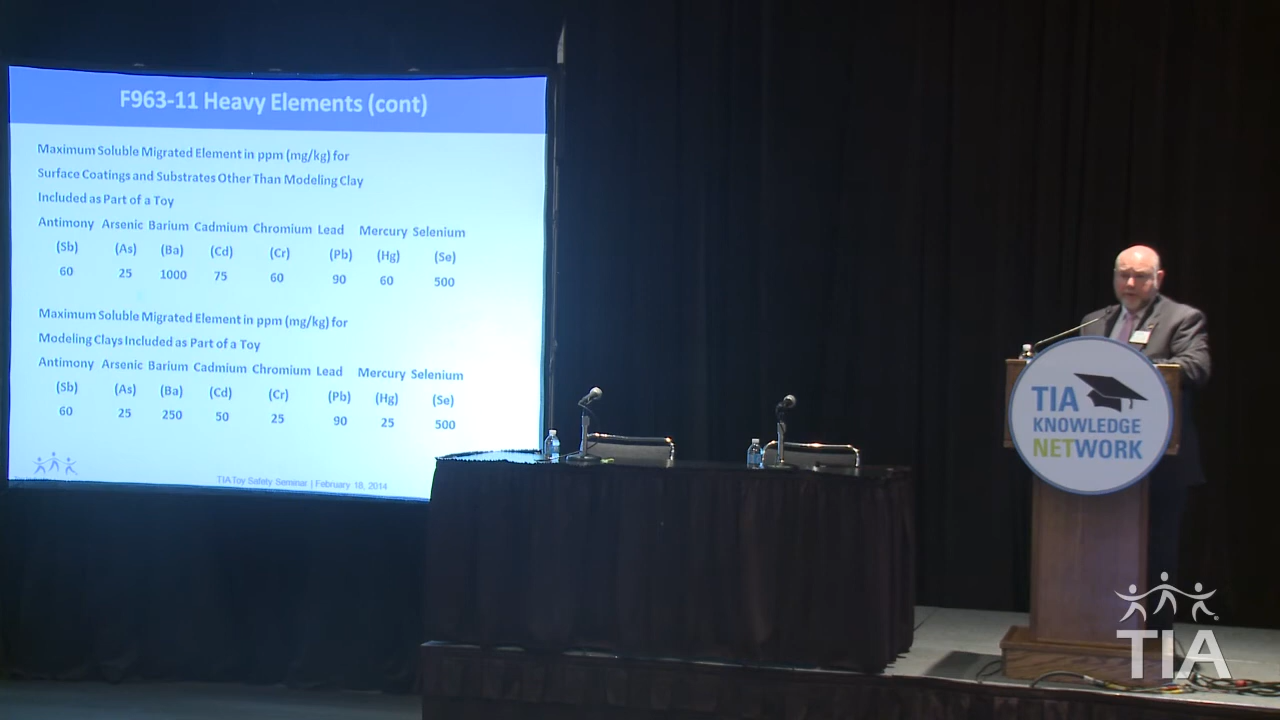 F963-11 Heavy Elements (cont)
Maximum Soluble Migrated Element in ppm (mg/kg) for
Surface Coatings and Substrates Other Than Modeling Clay
Included as Part of a Toy
Antimony Arsenic Barium Cadmium Chromium Lead Mercury Selenium
(Sb) (As) (Ba) (Cd) (Cr) (Pb) (Hg) (Se)
60 25 1000 75 60 90 60 500
Maximum Soluble Migrated Element in ppm (mg/kg) for
Modeling Clays Included as Part of a Toy
Antimony Arsenic Barium Cadmium Chromium Lead Mercury Selenium
(Sb) (As) (Ba) (Cd) (Cr) (Pb) (Hg) (Se)
60 25 250 50 25 90 25 500
TIA Toy Safety Seminar | February 18, 2014
TIA
KNOWLEDGE
NETWORK
TIA